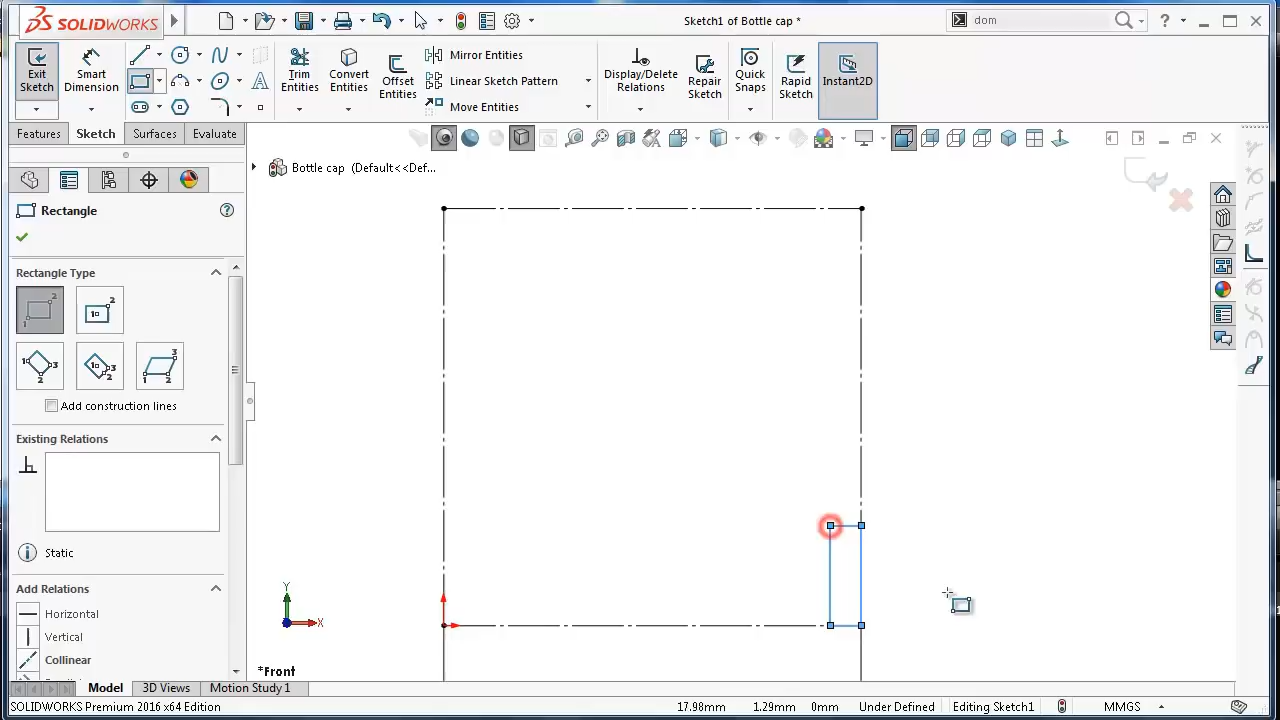 SOLIDWORKS
Sketch1 of Bottle cap *
dom
?
Exit Sketch
Smart Dimension
Trim Entities
Convert Entities
Offset Entities
Mirror Entities
Linear Sketch Pattern
Move Entities
Display/Delete Relations
Repair Sketch
Quick Snaps
Rapid Sketch
Instant2D
Features
Sketch
Surfaces
Evaluate
Bottle cap (Default<<Def...
Rectangle
?
Rectangle Type
Add construction lines
Existing Relations
Static
Add Relations
Horizontal
Vertical
Collinear
Y
X
*Front
Model
3D Views
Motion Study 1
SOLIDWORKS Premium 2016 x64 Edition
17.98mm
1.29mm
0mm
Under Defined
Editing Sketch1
MMGS